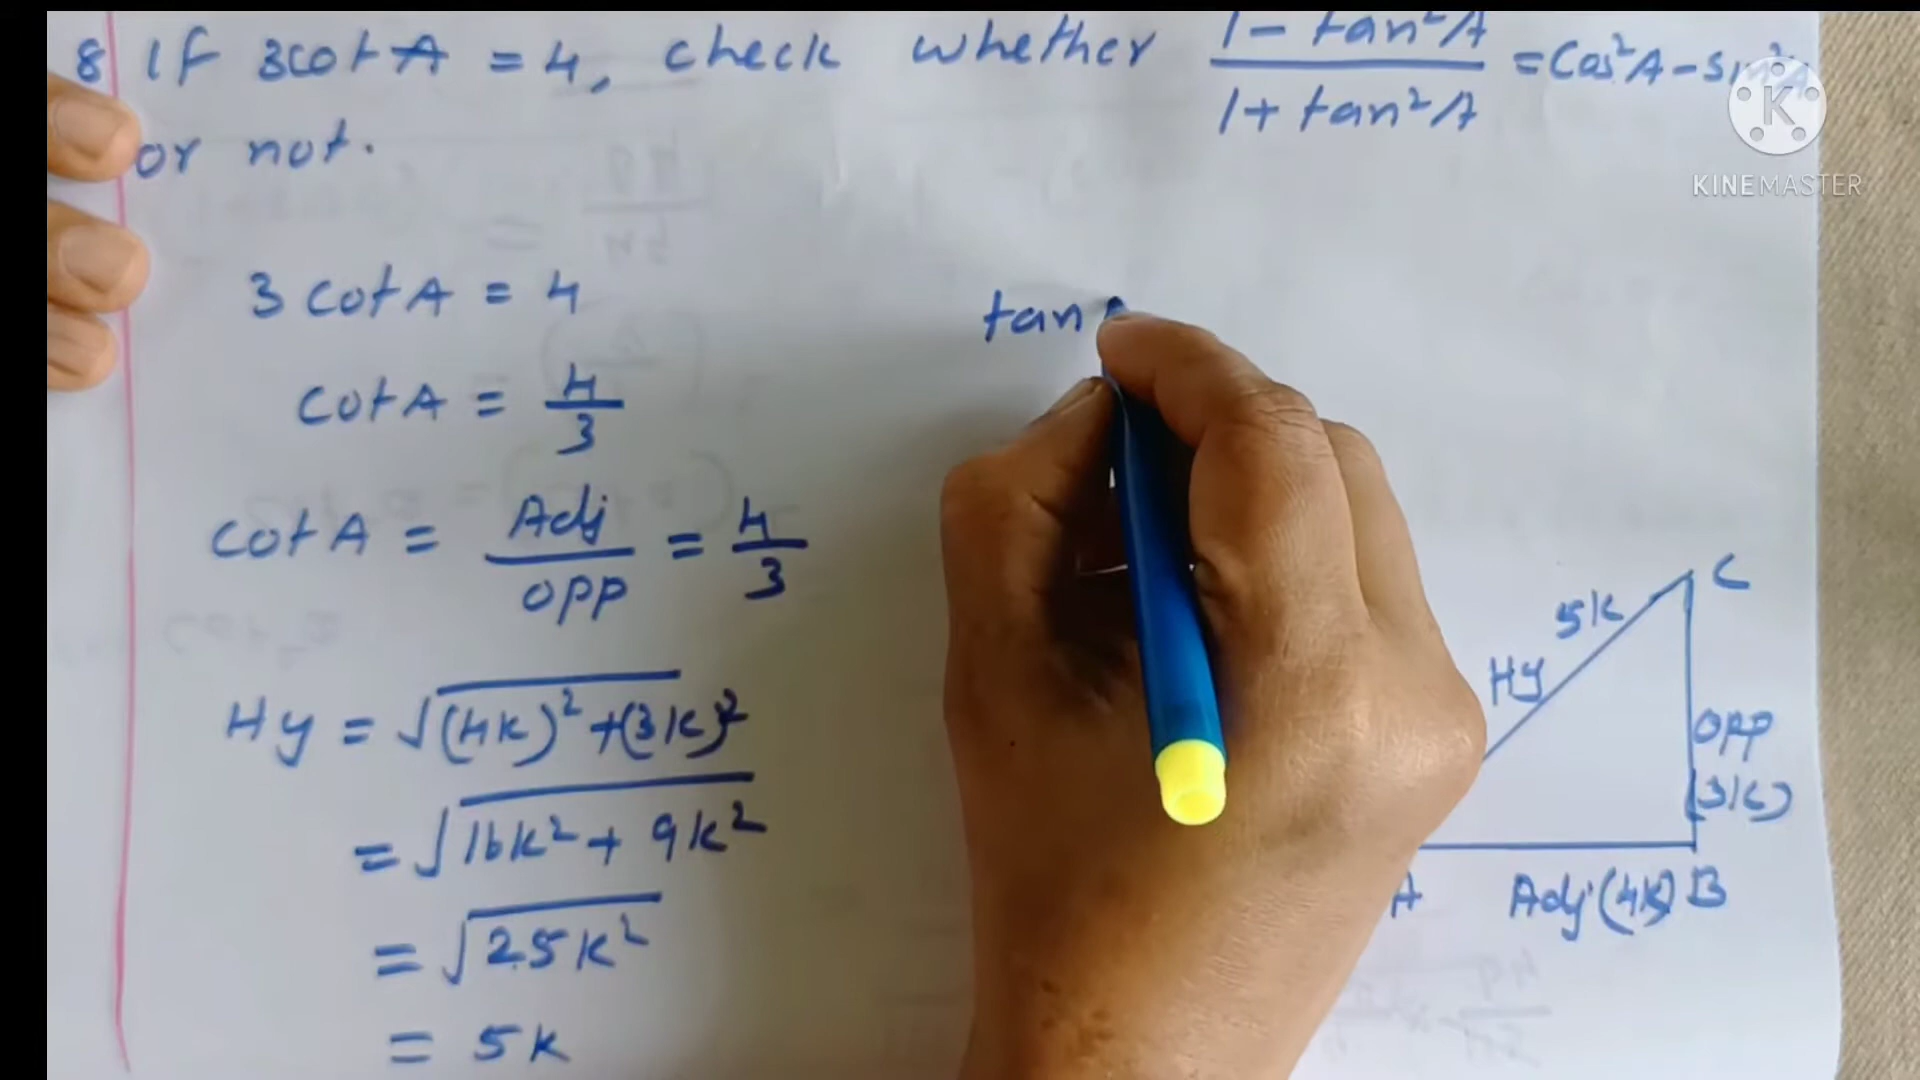 8 If 3cot A = 4, check whether 1 - tan²A / 1 + tan²A = Cos²A - Sin²A
or not.
3 cot A = 4
cot A = 4/3
cot A = Adj/opp = 4/3
Hy = √(4k)² + (3k)²
= √16k² + 9k²
= √25k²
= 5k
tan
C
5k
Hy
opp
(3k)
A
Adj (4k) B
KINEMASTER